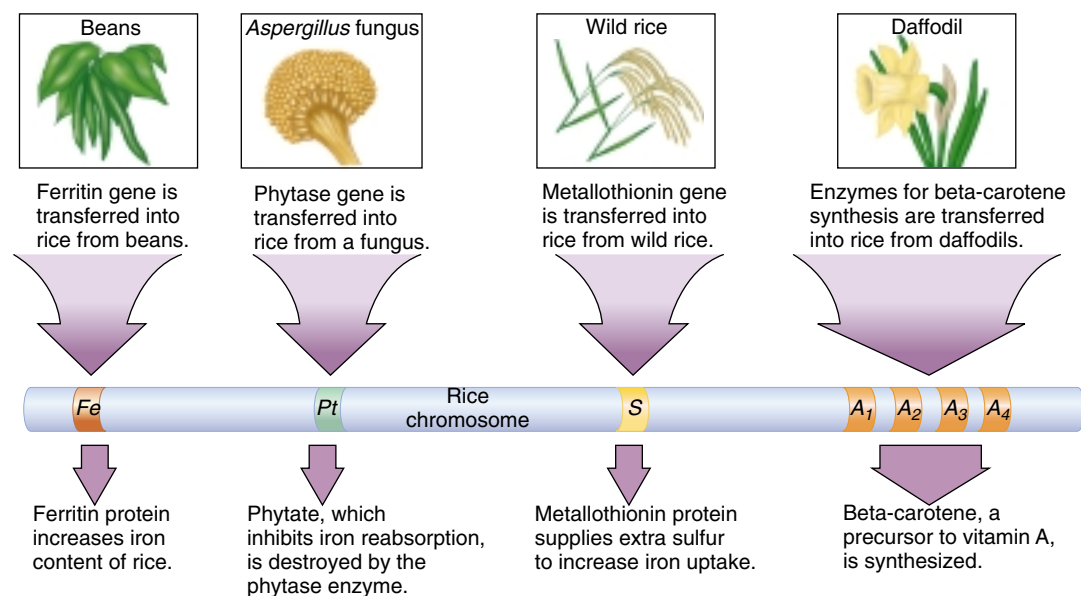 Beans
Aspergillus fungus
Wild rice
Daffodil
Ferritin gene is
transferred into
rice from beans.
Phytase gene is
transferred into
rice from a fungus.
Metallothionin gene
is transferred into
rice from wild rice.
Enzymes for beta-carotene
synthesis are transferred
into rice from daffodils.
Fe
Pt
Rice
chromosome
S
A1
A2
A3
A4
Ferritin protein
increases iron
content of rice.
Phytate, which
inhibits iron reabsorption,
is destroyed by the
phytase enzyme.
Metallothionin protein
supplies extra sulfur
to increase iron uptake.
Beta-carotene, a
precursor to vitamin A,
is synthesized.